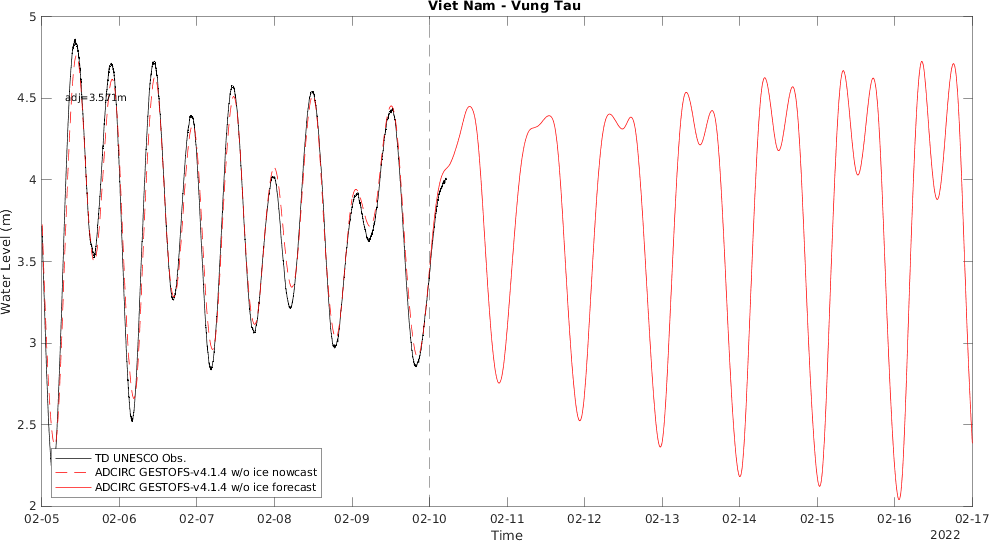 Viet Nam - Vung Tau
5
4.5
4
3.5
3
2.5
2
Water Level (m)
adj=3.571m
TD UNESCO Obs.
ADCIRC GESTOFS-v4.1.4 w/o ice nowcast
ADCIRC GESTOFS-v4.1.4 w/o ice forecast
02-05 02-06 02-07 02-08 02-09 02-10 02-11 02-12 02-13 02-14 02-15 02-16 02-17
Time
2022